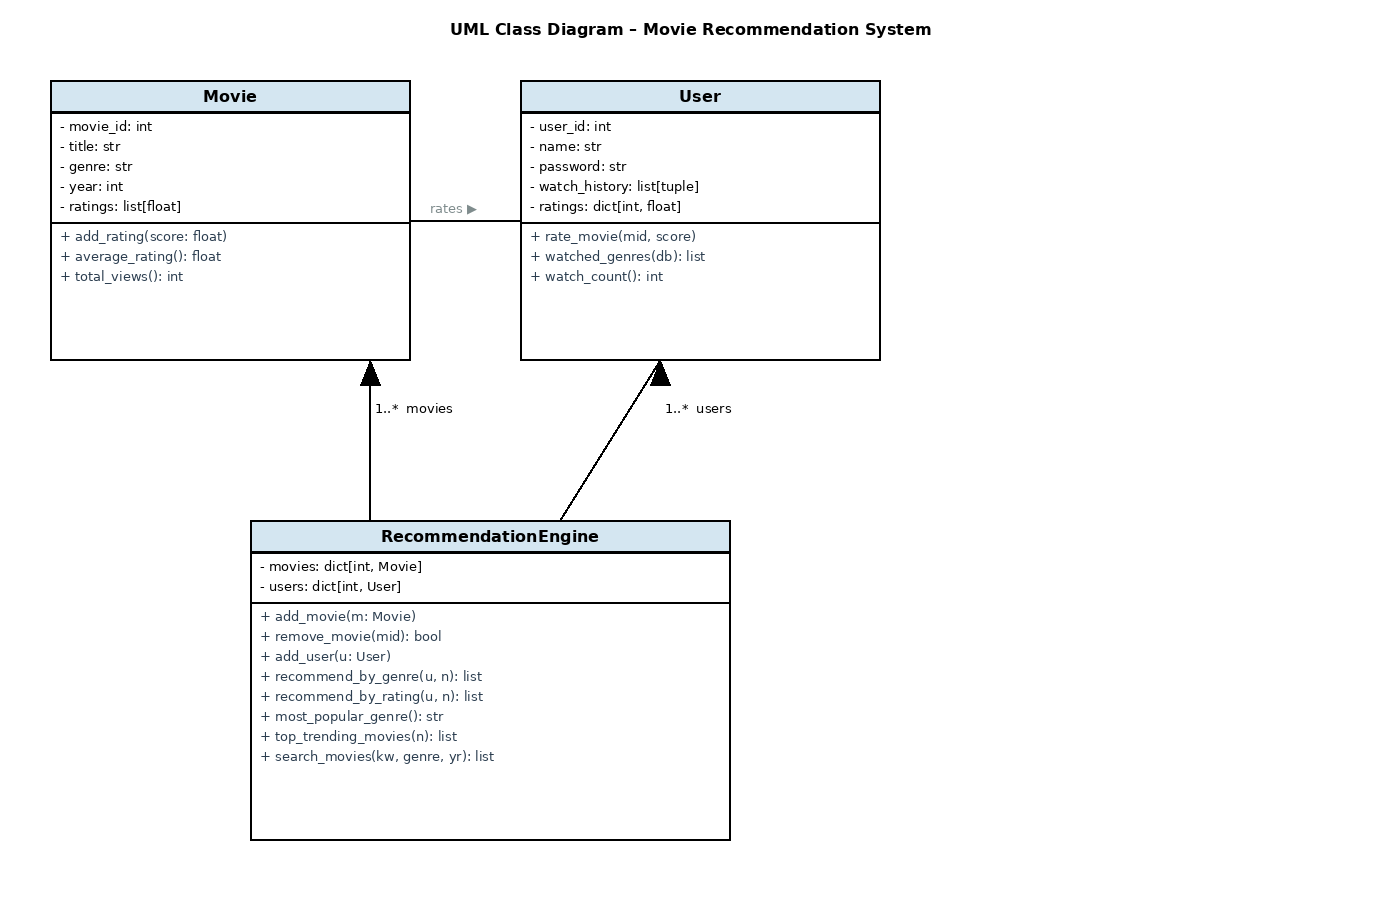 UML Class Diagram – Movie Recommendation System
Movie
- movie_id: int
- title: str
- genre: str
- year: int
- ratings: list[float]
+ add_rating(score: float)
+ average_rating(): float
+ total_views(): int
rates ▶
User
- user_id: int
- name: str
- password: str
- watch_history: list[tuple]
- ratings: dict[int, float]
+ rate_movie(mid, score)
+ watched_genres(db): list
+ watch_count(): int
1..* movies
1..* users
RecommendationEngine
- movies: dict[int, Movie]
- users: dict[int, User]
+ add_movie(m: Movie)
+ remove_movie(mid): bool
+ add_user(u: User)
+ recommend_by_genre(u, n): list
+ recommend_by_rating(u, n): list
+ most_popular_genre(): str
+ top_trending_movies(n): list
+ search_movies(kw, genre, yr): list